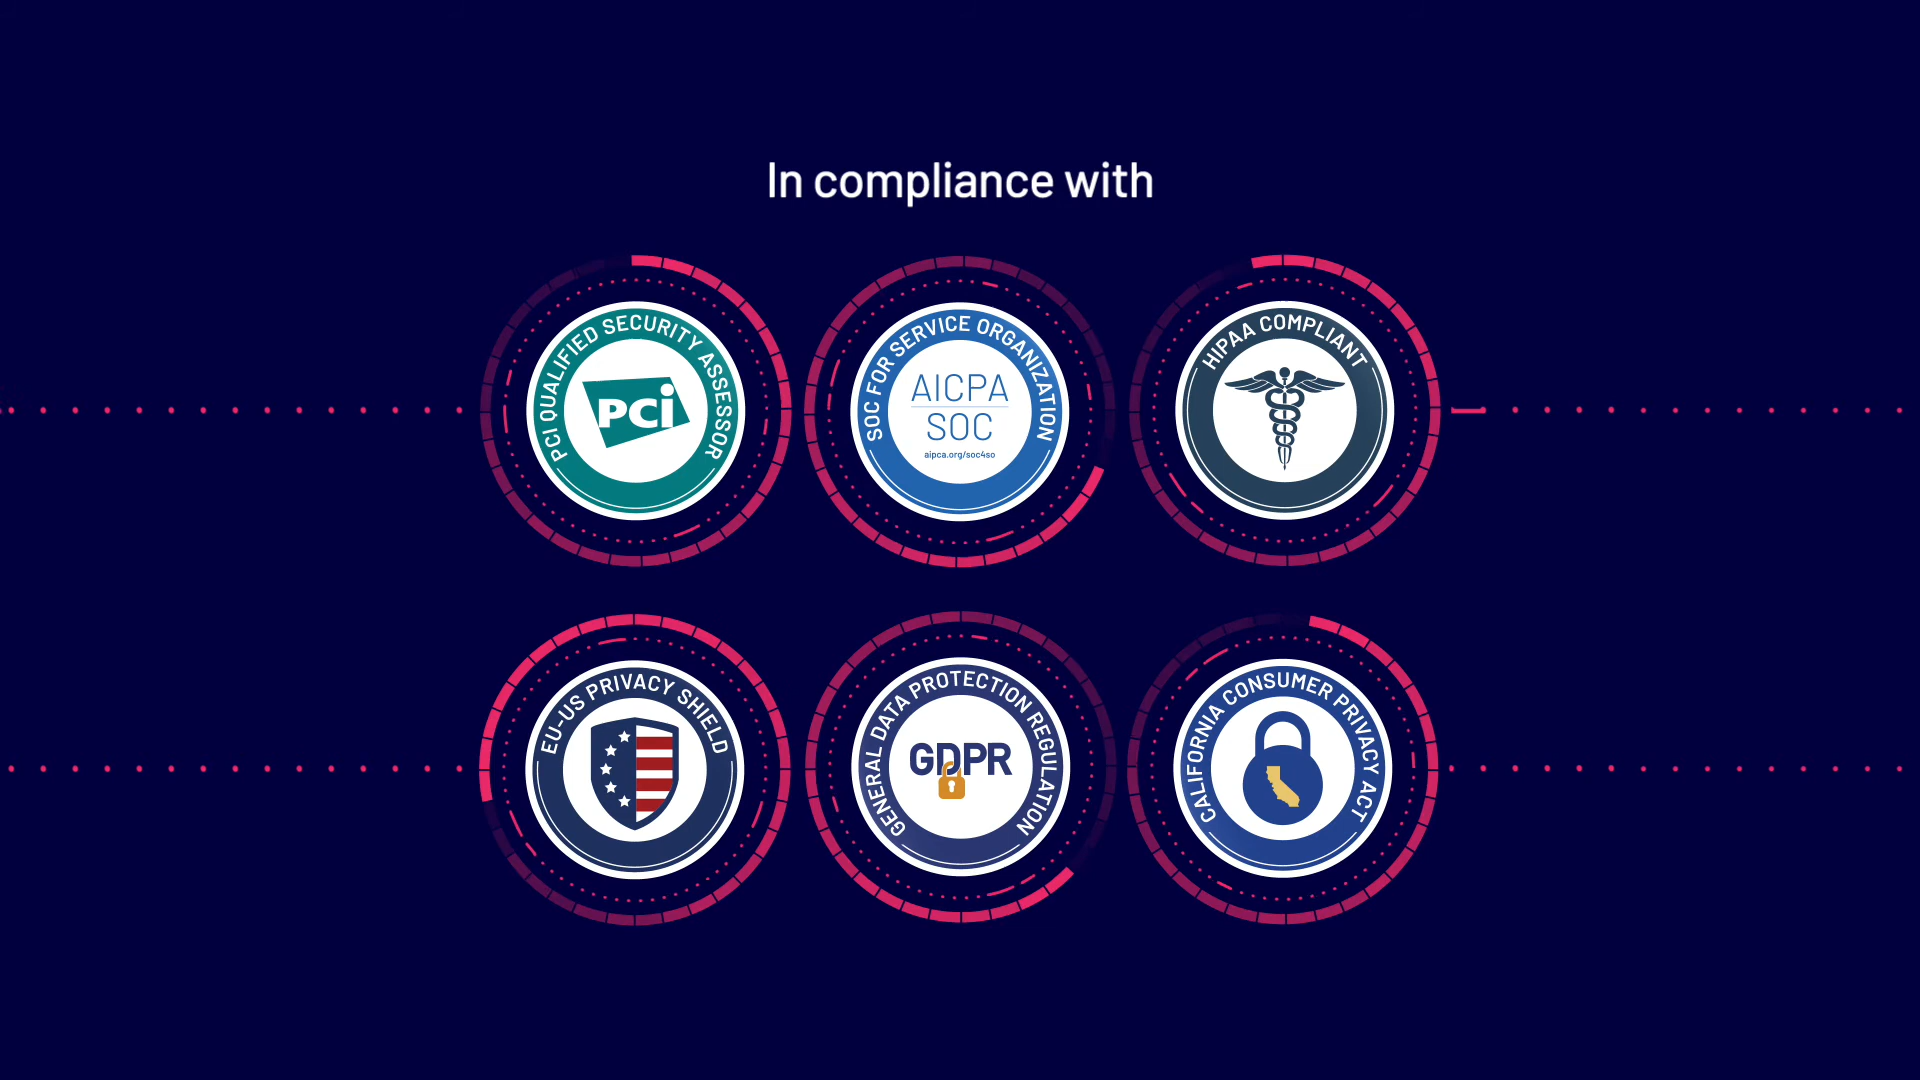 In compliance with
PCI QUALIFIED SECURITY ASSESSOR
PCi
SOC FOR SERVICE ORGANIZATION
AICPA
SOC
aipca.org/soc4so
HIPAA COMPLIANT
EU-US PRIVACY SHIELD
GENERAL DATA PROTECTION REGULATION
GDPR
CALIFORNIA CONSUMER PRIVACY ACT